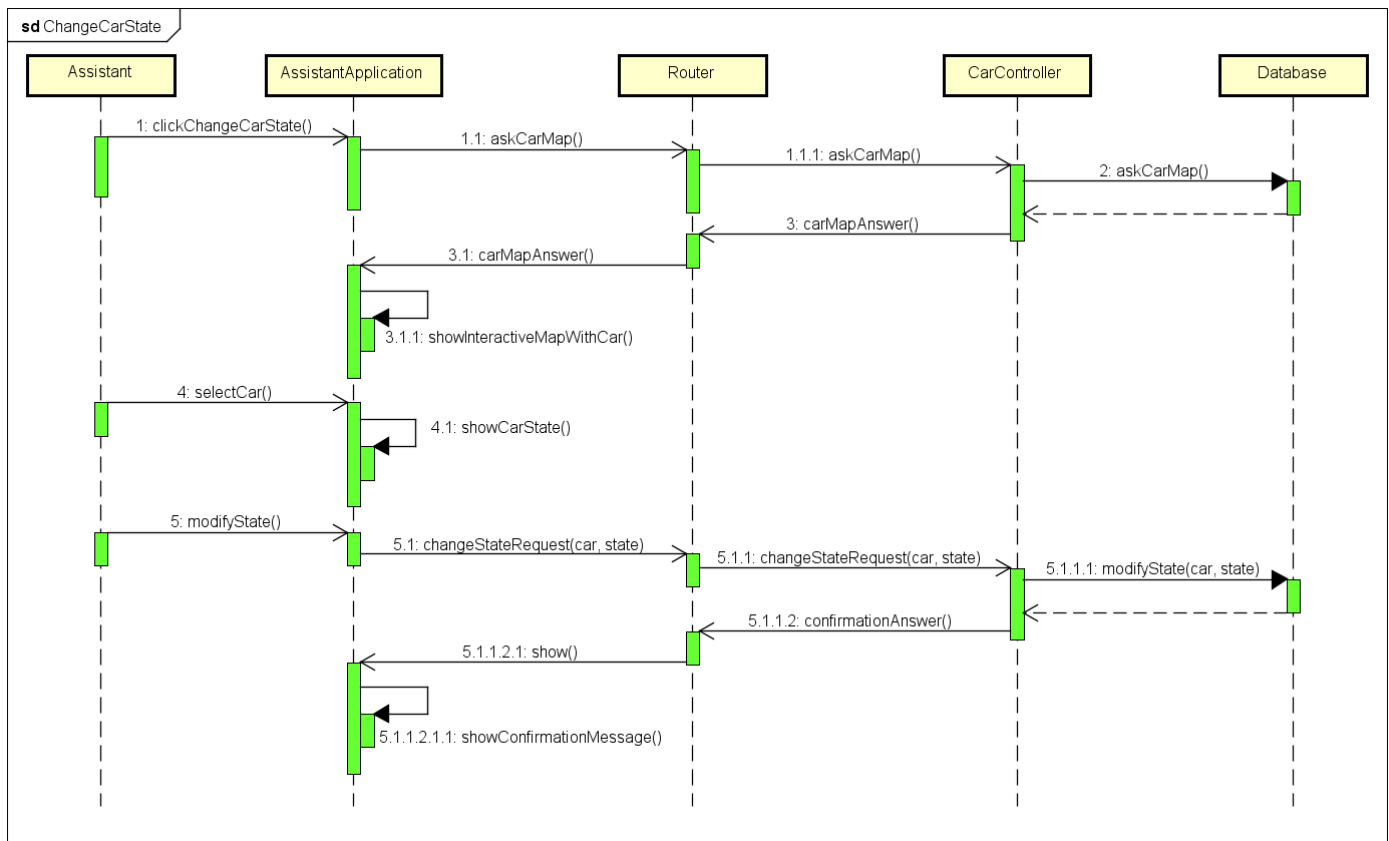 sd ChangeCarState
Assistant
AssistantApplication
Router
CarController
Database
1: clickChangeCarState()
1.1: askCarMap()
1.1.1: askCarMap()
2: askCarMap()
3: carMapAnswer()
3.1: carMapAnswer()
3.1.1: showInteractiveMapWithCar()
4: selectCar()
4.1: showCarState()
5: modifyState()
5.1: changeStateRequest(car, state)
5.1.1: changeStateRequest(car, state)
5.1.1.1: modifyState(car, state)
5.1.1.2: confirmationAnswer()
5.1.1.2.1: show()
5.1.1.2.1.1: showConfirmationMessage()